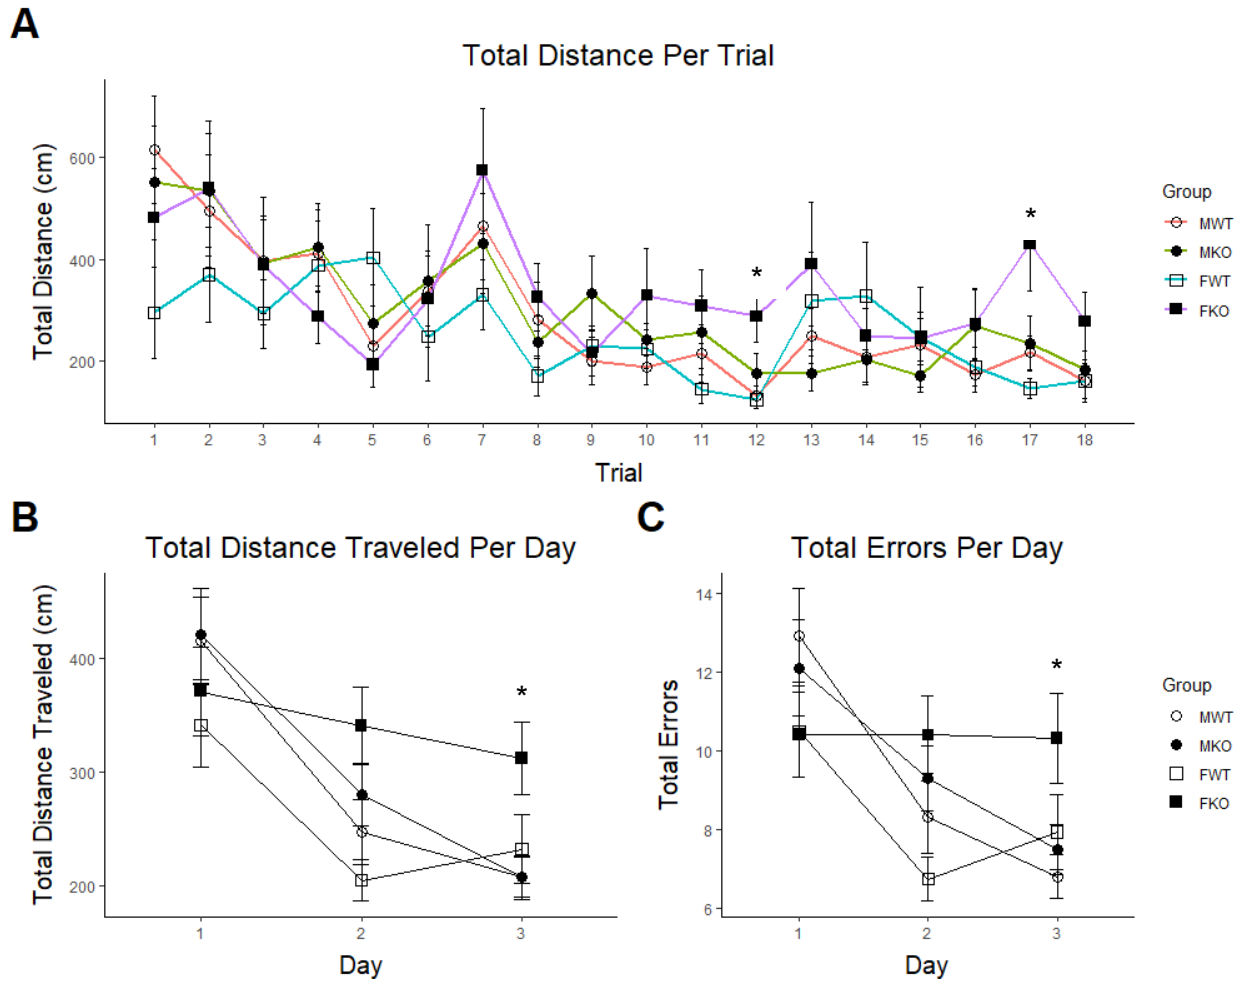 A
Total Distance Per Trial
Total Distance (cm)
600
400
200
*
*
1 2 3 4 5 6 7 8 9 10 11 12 13 14 15 16 17 18
Trial
Group
MWT
MKO
FWT
FKO
B
Total Distance Traveled Per Day
Total Distance Traveled (cm)
400
300
200
*
1 2 3
Day
C
Total Errors Per Day
Total Errors
14
12
10
8
6
*
1 2 3
Day
Group
MWT
MKO
FWT
FKO